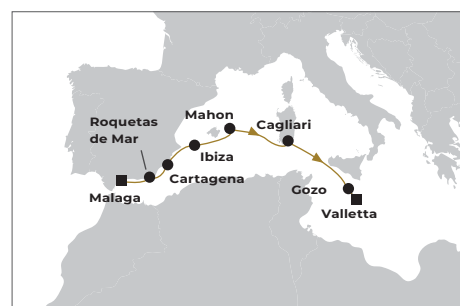 Roquetas
de Mar
Mahon
Cagliari
Ibiza
Cartagena
Malaga
Gozo
Valletta